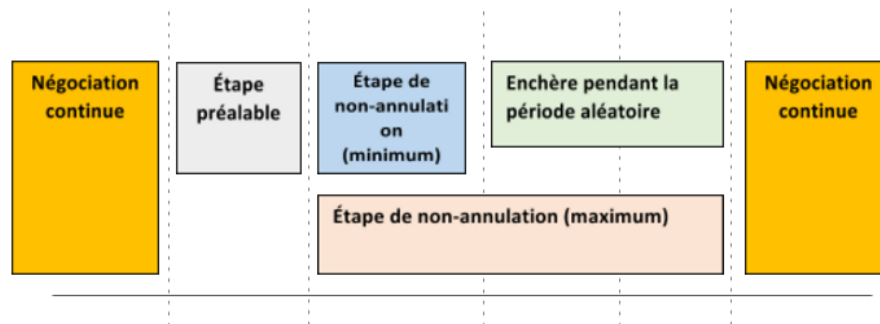 Négociation
continue
Étape
préalable
Étape de
non-annulati
on
(minimum)
Enchère pendant la
période aléatoire
Négociation
continue
Étape de non-annulation (maximum)